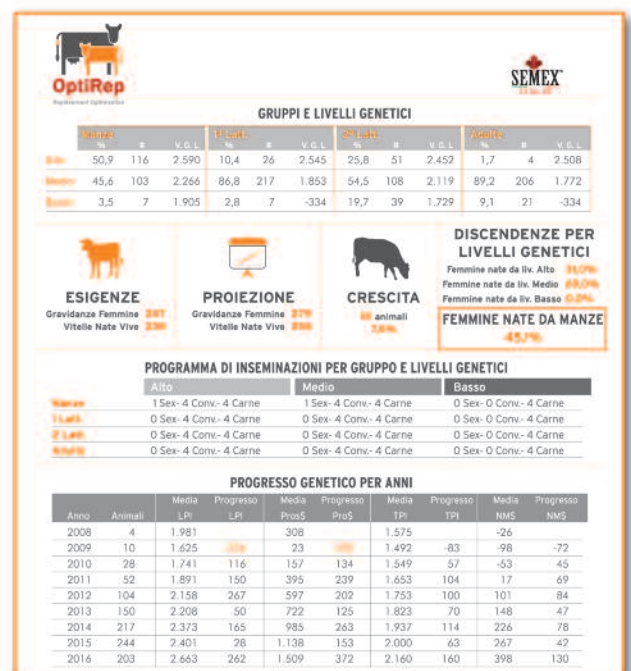 OptiRep
Replacement Optimization
SEMEX
GRUPPI E LIVELLI GENETICI
Manze 1ª Latt. 2ª Latt. Adulte
% # V. G. L % # V. G. L % # V. G. L % # V. G. L
50,9 116 2.590 10,4 26 2.545 25,8 51 2.452 1,7 4 2.508
Medio 45,6 103 2.266 86,8 217 1.853 54,5 108 2.119 89,2 206 1.772
3,5 7 1.905 2,8 7 -334 19,7 39 1.729 9,1 21 -334
ESIGENZE
Gravidanze Femmine
Vitelle Nate Vive
PROIEZIONE
Gravidanze Femmine
Vitelle Nate Vive
CRESCITA
animali
DISCENDENZE PER
LIVELLI GENETICI
Femmine nate da liv. Alto
Femmine nate da liv. Medio
Femmine nate da liv. Basso
FEMMINE NATE DA MANZE
45,1%
PROGRAMMA DI INSEMINAZIONI PER GRUPPO E LIVELLI GENETICI
Alto Medio Basso
Manze 1 Sex- 4 Conv.- 4 Carne 1 Sex- 4 Conv.- 4 Carne 0 Sex- 0 Conv.- 4 Carne
1 Latt. 0 Sex- 4 Conv.- 4 Carne 0 Sex- 4 Conv.- 4 Carne 0 Sex- 0 Conv.- 4 Carne
2 Latt. 0 Sex- 4 Conv.- 4 Carne 0 Sex- 4 Conv.- 4 Carne 0 Sex- 0 Conv.- 4 Carne
Adulte 0 Sex- 4 Conv.- 4 Carne 0 Sex- 4 Conv.- 4 Carne 0 Sex- 0 Conv.- 4 Carne
PROGRESSO GENETICO PER ANNI
Media Progresso Media Progresso Media Progresso Media Progresso
Anno Animali LPI LPI Pros$ Pro$ TPI TPI NM$ NM$
2008 4 1.981 308 1.575 -26
2009 10 1.625 23 1.492 -83 -98 -72
2010 28 1.741 116 157 134 1.549 57 -53 45
2011 52 1.891 150 395 239 1.653 104 17 69
2012 104 2.158 267 597 202 1.753 100 101 84
2013 150 2.208 50 722 125 1.823 70 148 47
2014 217 2.373 165 985 263 1.937 114 226 78
2015 244 2.401 28 1.138 153 2.000 63 267 42
2016 203 2.663 262 1.509 372 2.160 160 398 130